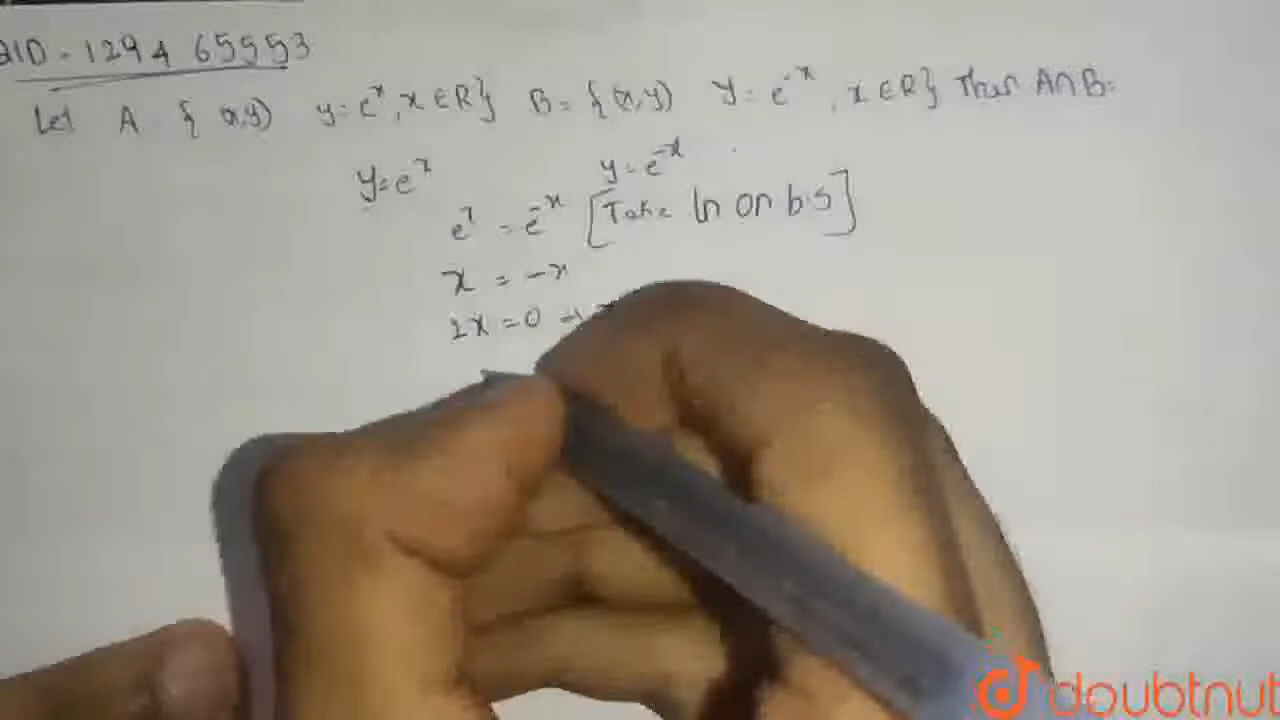 QID - 1294 65553
Let A { (x,y) y=e^x, x ∈ R} B = {(x,y) y = e^-x, x ∈ R} Then A∩B=
y=e^x y=e^-x
e^x = e^-x [Take ln on b.s]
x = -x
2x = 0
doubtnut